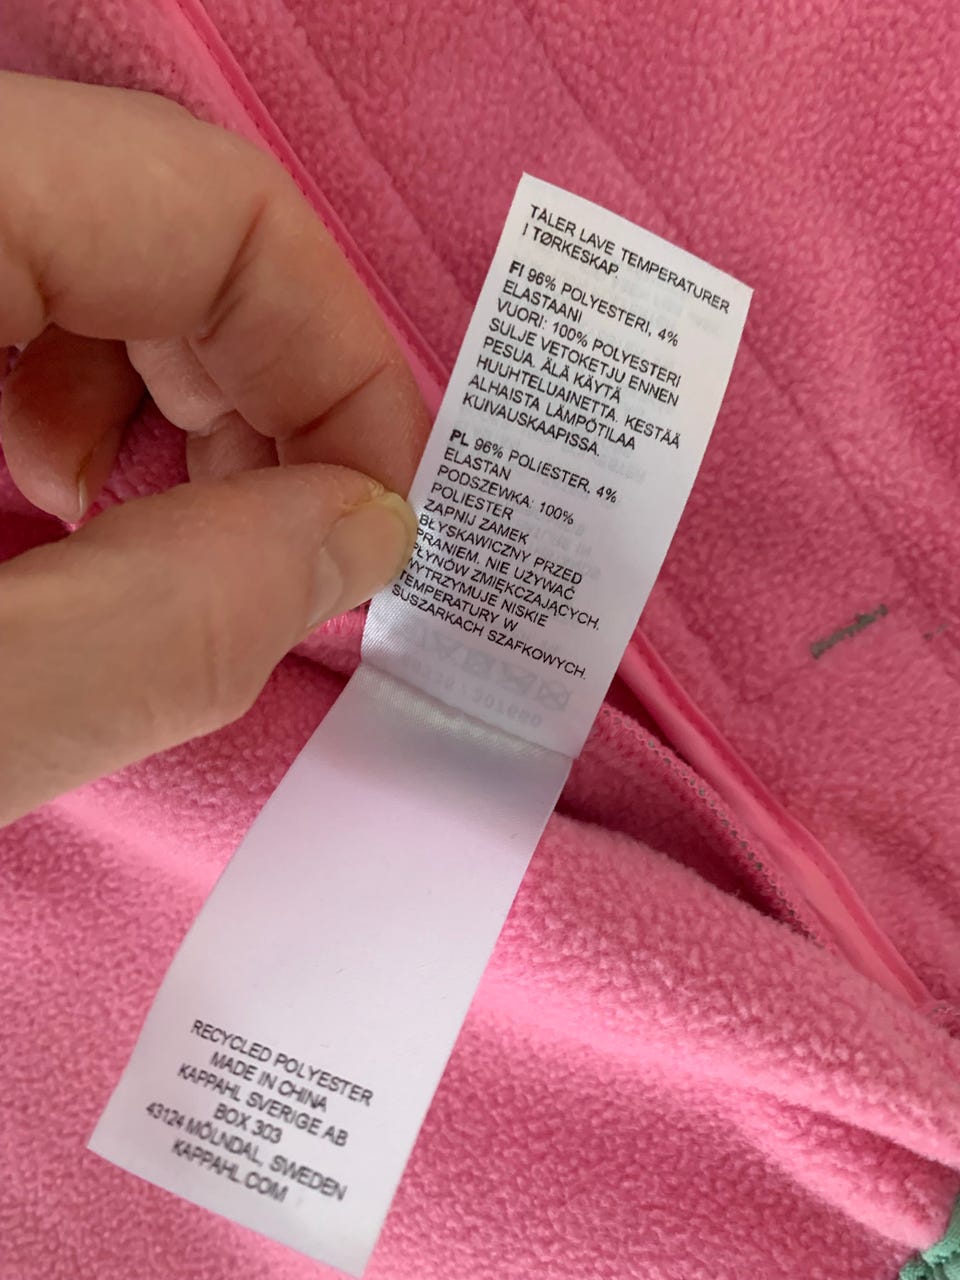 TÅLER LAVE TEMPERATURER
I TØRKESKAP.
FI 96% POLYESTERI, 4%
ELASTAANI
VUORI: 100% POLYESTERI
SULJE VETOKETJU ENNEN
PESUA. ÄLÄ KÄYTÄ
HUUHTELUAINETTA. KESTÄÄ
ALHAISTA LÄMPÖTILAA
KUIVAUSKAAPISSA.
PL 96% POLIESTER, 4%
ELASTAN
PODSZEWKA: 100%
POLIESTER
ZAPNIJ ZAMEK
BŁYSKAWICZNY PRZED
PRANIEM. NIE UŻYWAĆ
PŁYNÓW ZMIĘKCZAJĄCYCH.
WYTRZYMUJE NISKIE
TEMPERATURY W
SUSZARKACH SZAFKOWYCH.
RECYCLED POLYESTER
MADE IN CHINA
KAPPAHL SVERIGE AB
BOX 303
43124 MÖLNDAL, SWEDEN
KAPPAHL.COM